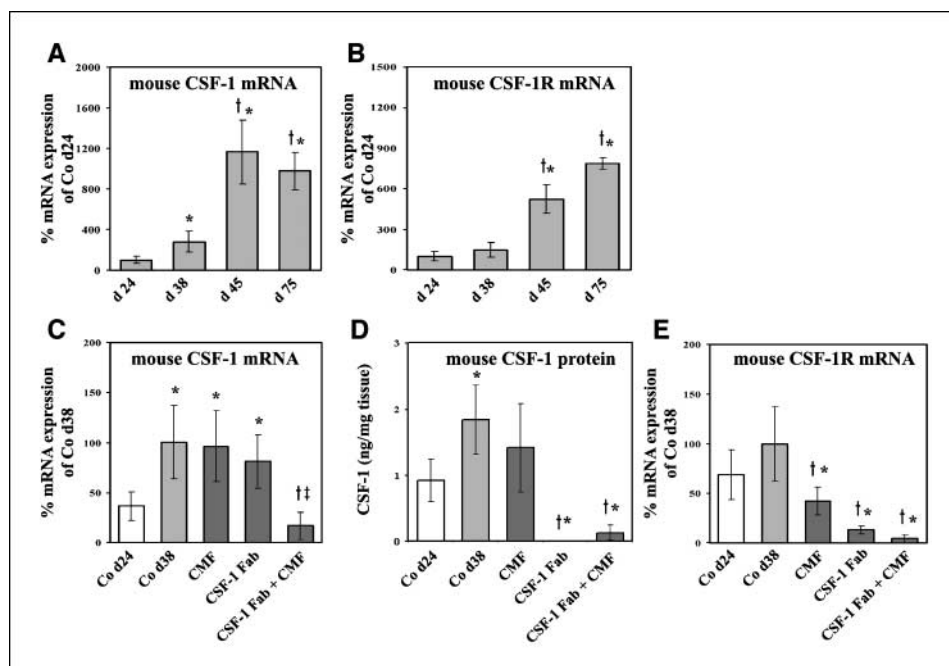 A
mouse CSF-1 mRNA
% mRNA expression
of Co d24
2000
1600
1200
800
400
0
†*
†*
*
d 24
d 38
d 45
d 75
B
mouse CSF-1R mRNA
% mRNA expression
of Co d24
1500
1200
900
600
300
0
†*
†*
d 24
d 38
d 45
d 75
C
mouse CSF-1 mRNA
% mRNA expression
of Co d38
200
150
100
50
0
*
*
*
†‡
Co d24
Co d38
CMF
CSF-1 Fab
CSF-1 Fab + CMF
D
mouse CSF-1 protein
CSF-1 (ng/mg tissue)
3
2
1
0
*
†*
†*
Co d24
Co d38
CMF
CSF-1 Fab
CSF-1 Fab + CMF
E
mouse CSF-1R mRNA
% mRNA expression
of Co d38
200
150
100
50
0
†*
†*
†*
Co d24
Co d38
CMF
CSF-1 Fab
CSF-1 Fab + CMF